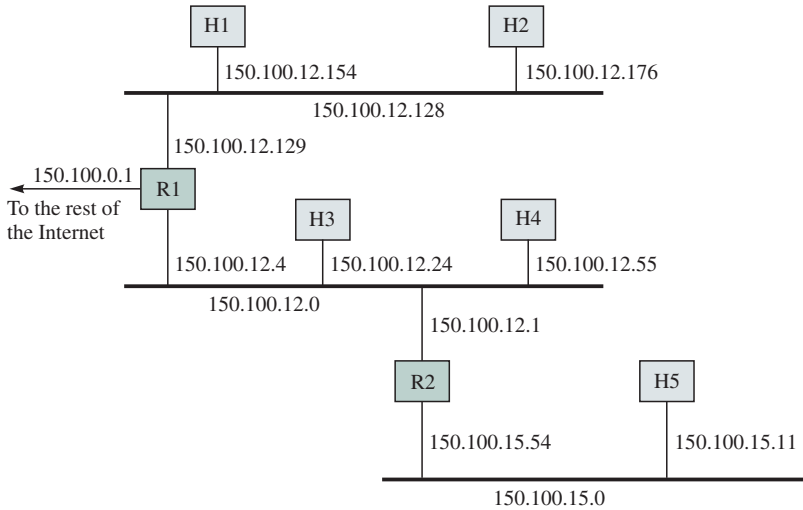 H1
H2
150.100.12.154
150.100.12.176
150.100.12.128
150.100.12.129
150.100.0.1
R1
To the rest of
the Internet
H3
H4
150.100.12.4
150.100.12.24
150.100.12.55
150.100.12.0
150.100.12.1
R2
H5
150.100.15.54
150.100.15.11
150.100.15.0